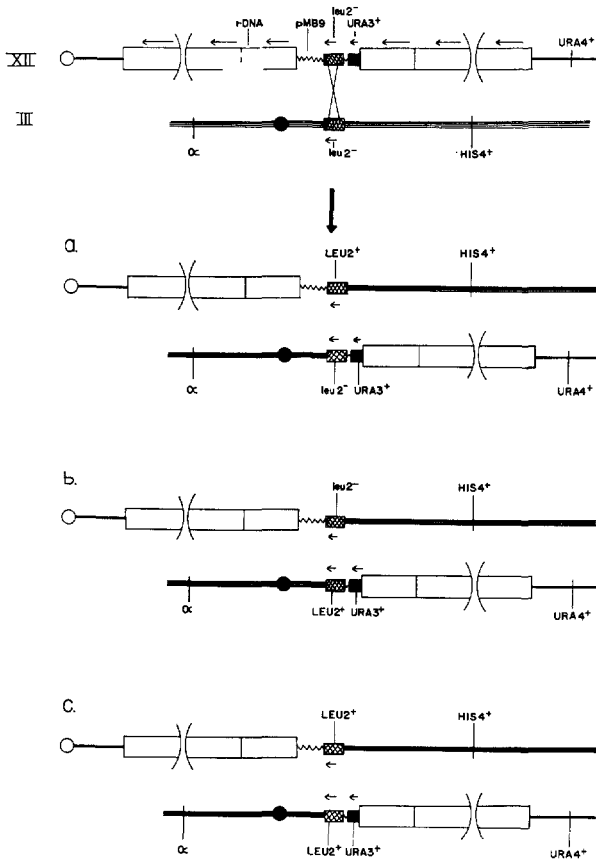 leu2⁻
r-DNA pMB9 URA3⁺
URA4⁺
XII
III
α leu2⁻ HIS4⁺
a.
LEU2⁺ HIS4⁺
α leu2⁻ URA3⁺ URA4⁺
b.
leu2⁻ HIS4⁺
α LEU2⁺ URA3⁺ URA4⁺
c.
LEU2⁺ HIS4⁺
α LEU2⁺ URA3⁺ URA4⁺